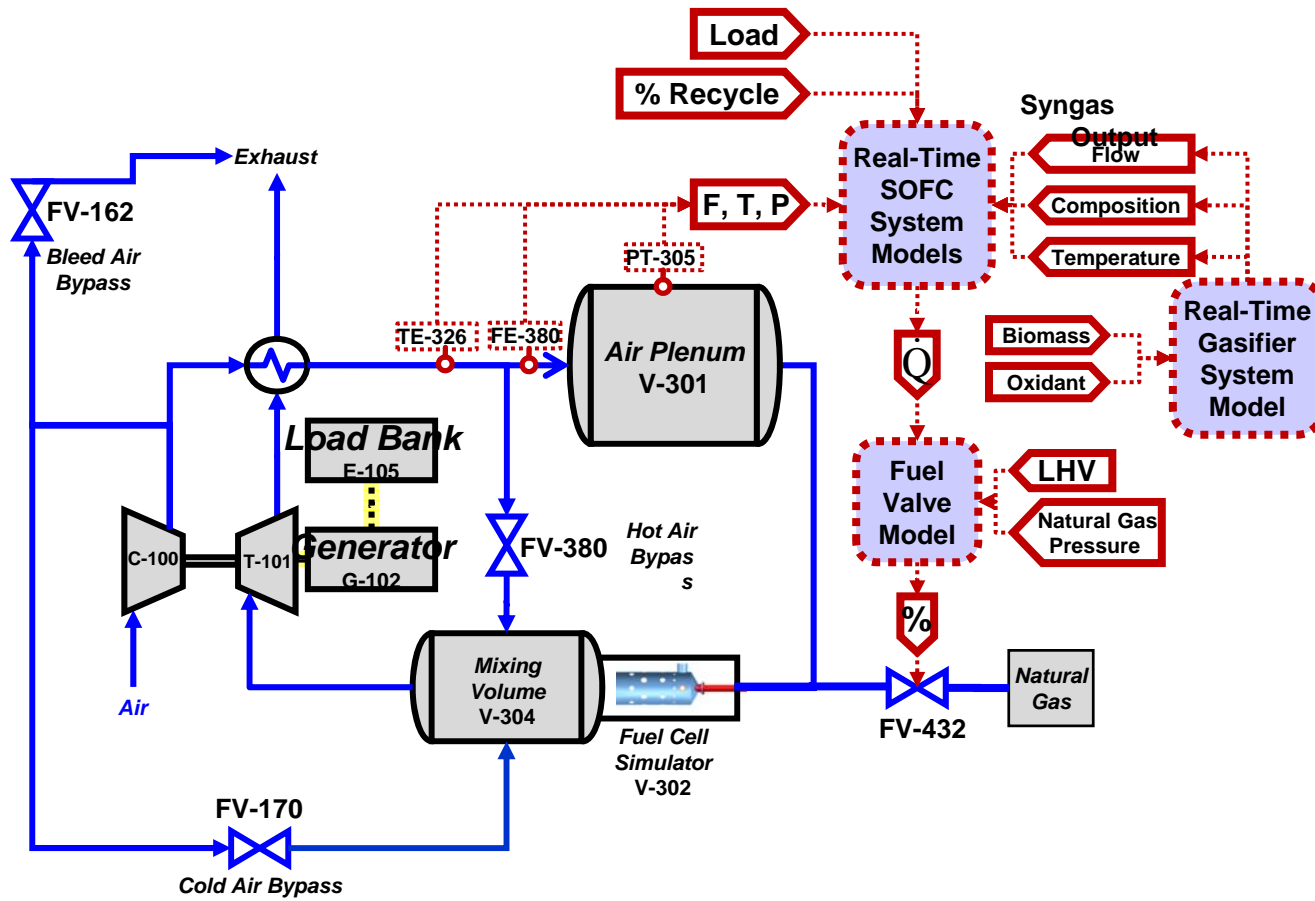 Load
% Recycle
Syngas
Output
Exhaust
Flow
Real-Time
SOFC
System
Models
F, T, P
Composition
FV-162
Bleed Air
Bypass
PT-305
Temperature
TE-326
FE-380
Air Plenum
V-301
Real-Time
Gasifier
System
Model
Biomass
Oxidant
Q̇
Load Bank
E-105
Fuel
Valve
Model
LHV
Natural Gas
Pressure
C-100
T-101
Generator
G-102
FV-380
Hot Air
Bypas
s
%
Mixing
Volume
V-304
Natural
Gas
Air
FV-432
Fuel Cell
Simulator
V-302
FV-170
Cold Air Bypass